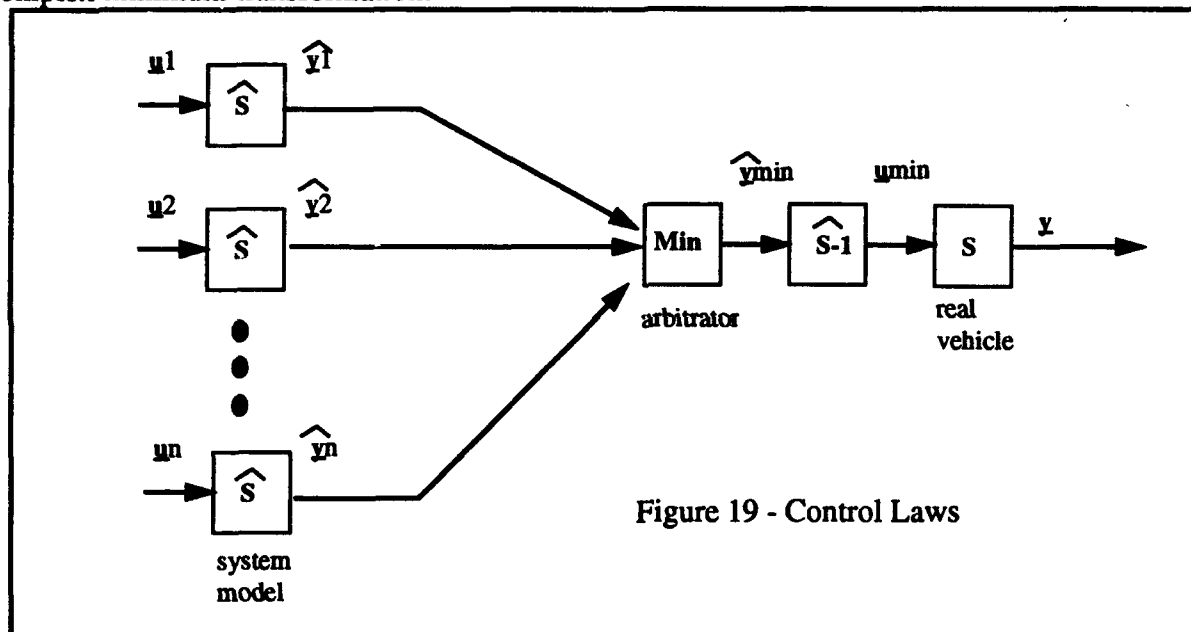 u1
ŷ1
Ŝ
u2
ŷ2
Ŝ
ŷmin
umin
Min
Ŝ-1
S
y
arbitrator
real
vehicle
un
ŷn
Ŝ
system
model
Figure 19 - Control Laws